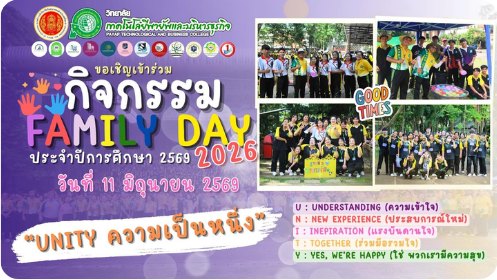 วิทยาลัย
เทคโนโลยีพายัพและบริหารธุรกิจ
PAYAP TECHNOLOGICAL AND BUSINESS COLLEGE
ขอเชิญเข้าร่วม
กิจกรรม
FAMILY DAY
ประจำปีการศึกษา 2569 2026
วันที่ 11 มิถุนายน 2569
"UNITY ความเป็นหนึ่ง"
GOOD
TIMES
U : UNDERSTANDING (ความเข้าใจ)
N : NEW EXPERIENCE (ประสบการณ์ใหม่)
I : INEPIRATION (แรงบันดาลใจ)
T : TOGETHER (ร่วมมือรวมใจ)
Y : YES, WE'RE HAPPY (ใช่ พวกเรามีความสุข)